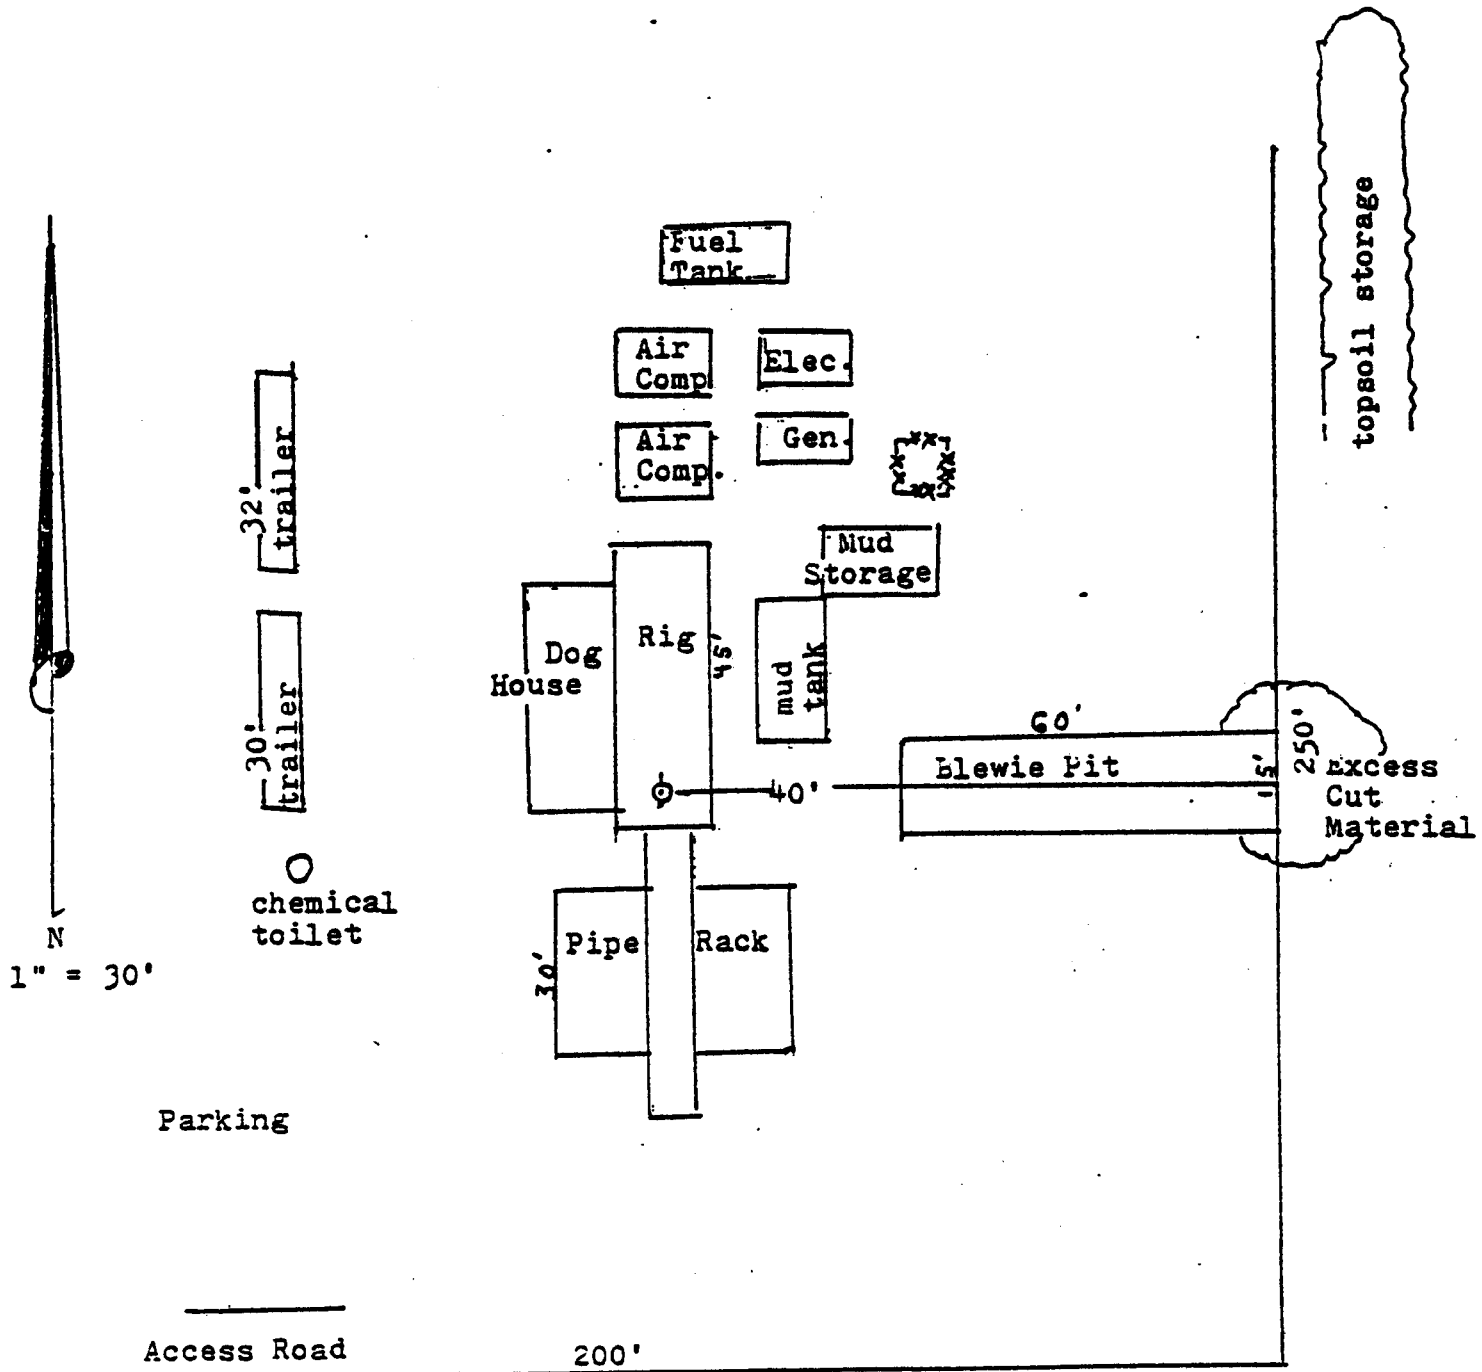 topsoil storage
Fuel
Tank
Air
Comp
Elec.
Air
Comp.
Gen.
32'
trailer
Mud
Storage
Rig
45'
Dog
House
mud
tank
30'
trailer
60'
Blewie Pit
15'
250'
Excess
Cut
Material
40'
chemical
toilet
N
1" = 30'
Pipe Rack
30'
Parking
Access Road
200'